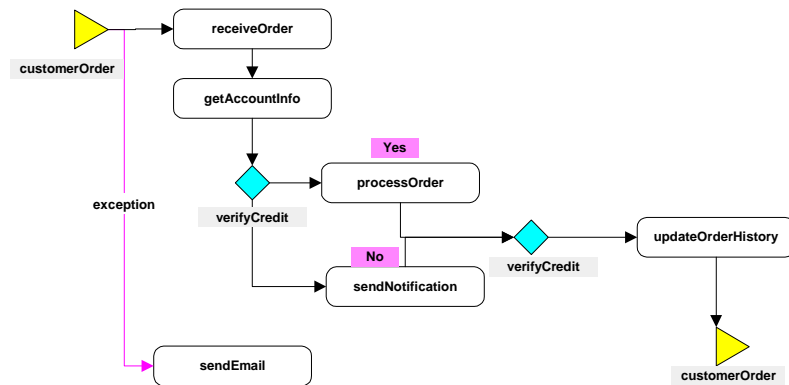 receiveOrder
customerOrder
getAccountInfo
Yes
processOrder
exception
verifyCredit
updateOrderHistory
No
verifyCredit
sendNotification
sendEmail
customerOrder